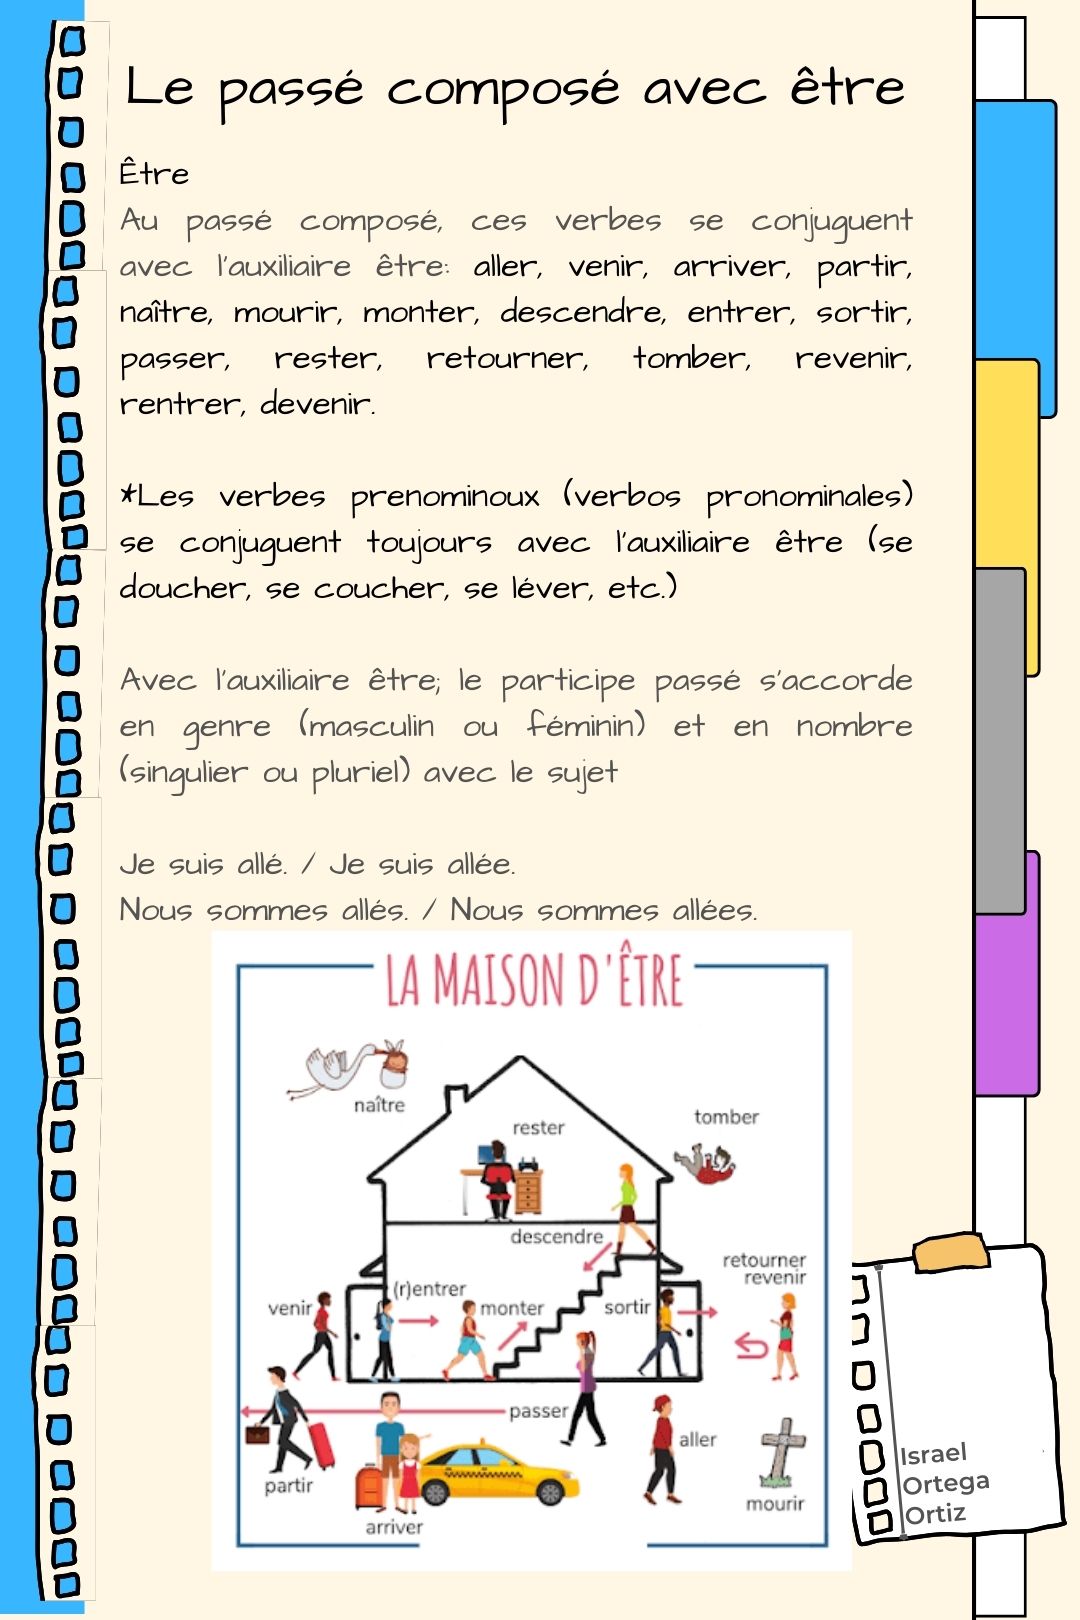 Le passé composé avec être
Être
Au passé composé, ces verbes se conjuguent
avec l'auxiliaire être: aller, venir, arriver, partir,
naître, mourir, monter, descendre, entrer, sortir,
passer, rester, retourner, tomber, revenir,
rentrer, devenir.
*Les verbes prenominoux (verbos pronominales)
se conjuguent toujours avec l'auxiliaire être (se
doucher, se coucher, se léver, etc.)
Avec l'auxiliaire être; le participe passé s'accorde
en genre (masculin ou féminin) et en nombre
(singulier ou pluriel) avec le sujet
Je suis allé. / Je suis allée.
Nous sommes allés. / Nous sommes allées.
LA MAISON D'ÊTRE
naître
rester
tomber
descendre
retourner
revenir
(r)entrer
venir
monter
sortir
passer
aller
partir
mourir
arriver
Israel
Ortega
Ortiz